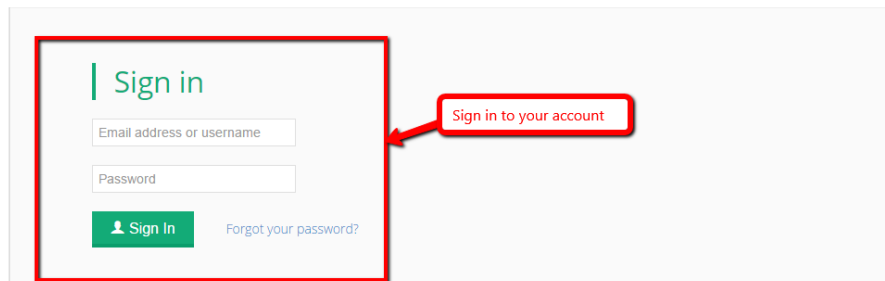 Sign in
Email address or username
Sign in to your account
Password
Sign In
Forgot your password?